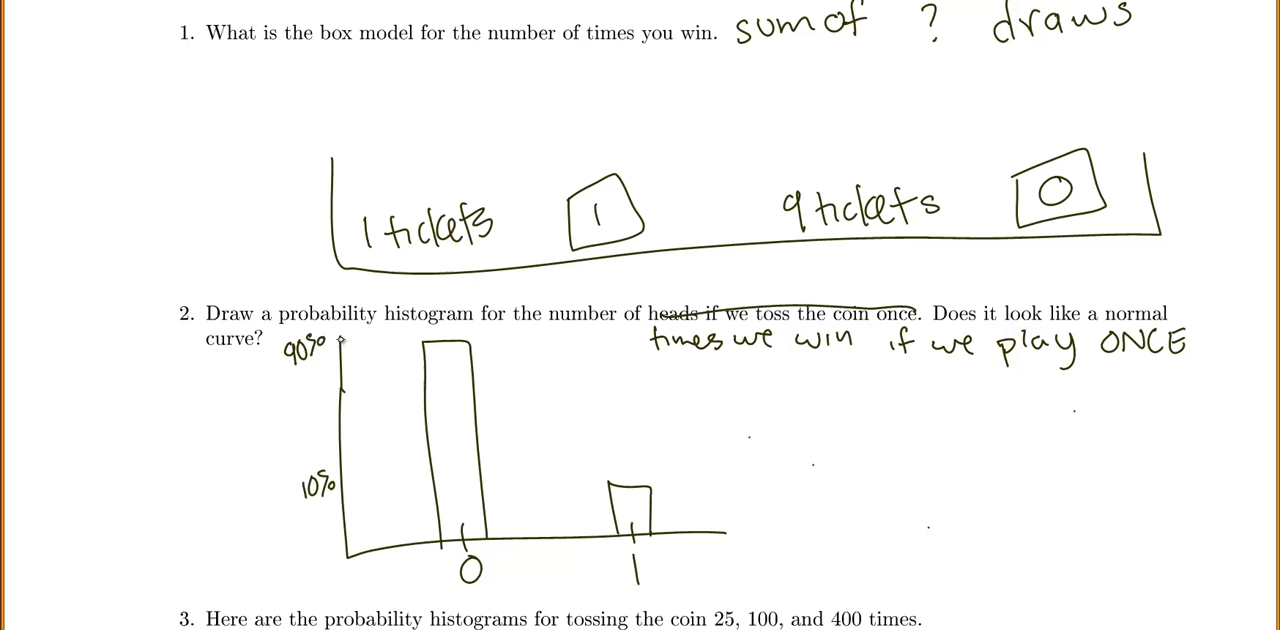 1. What is the box model for the number of times you win. sum of ? draws
1 tickets 1 9 tickets 0
2. Draw a probability histogram for the number of heads if we toss the coin once. Does it look like a normal
curve?
times we win if we play ONCE
90%
10%
0 1
3. Here are the probability histograms for tossing the coin 25, 100, and 400 times.